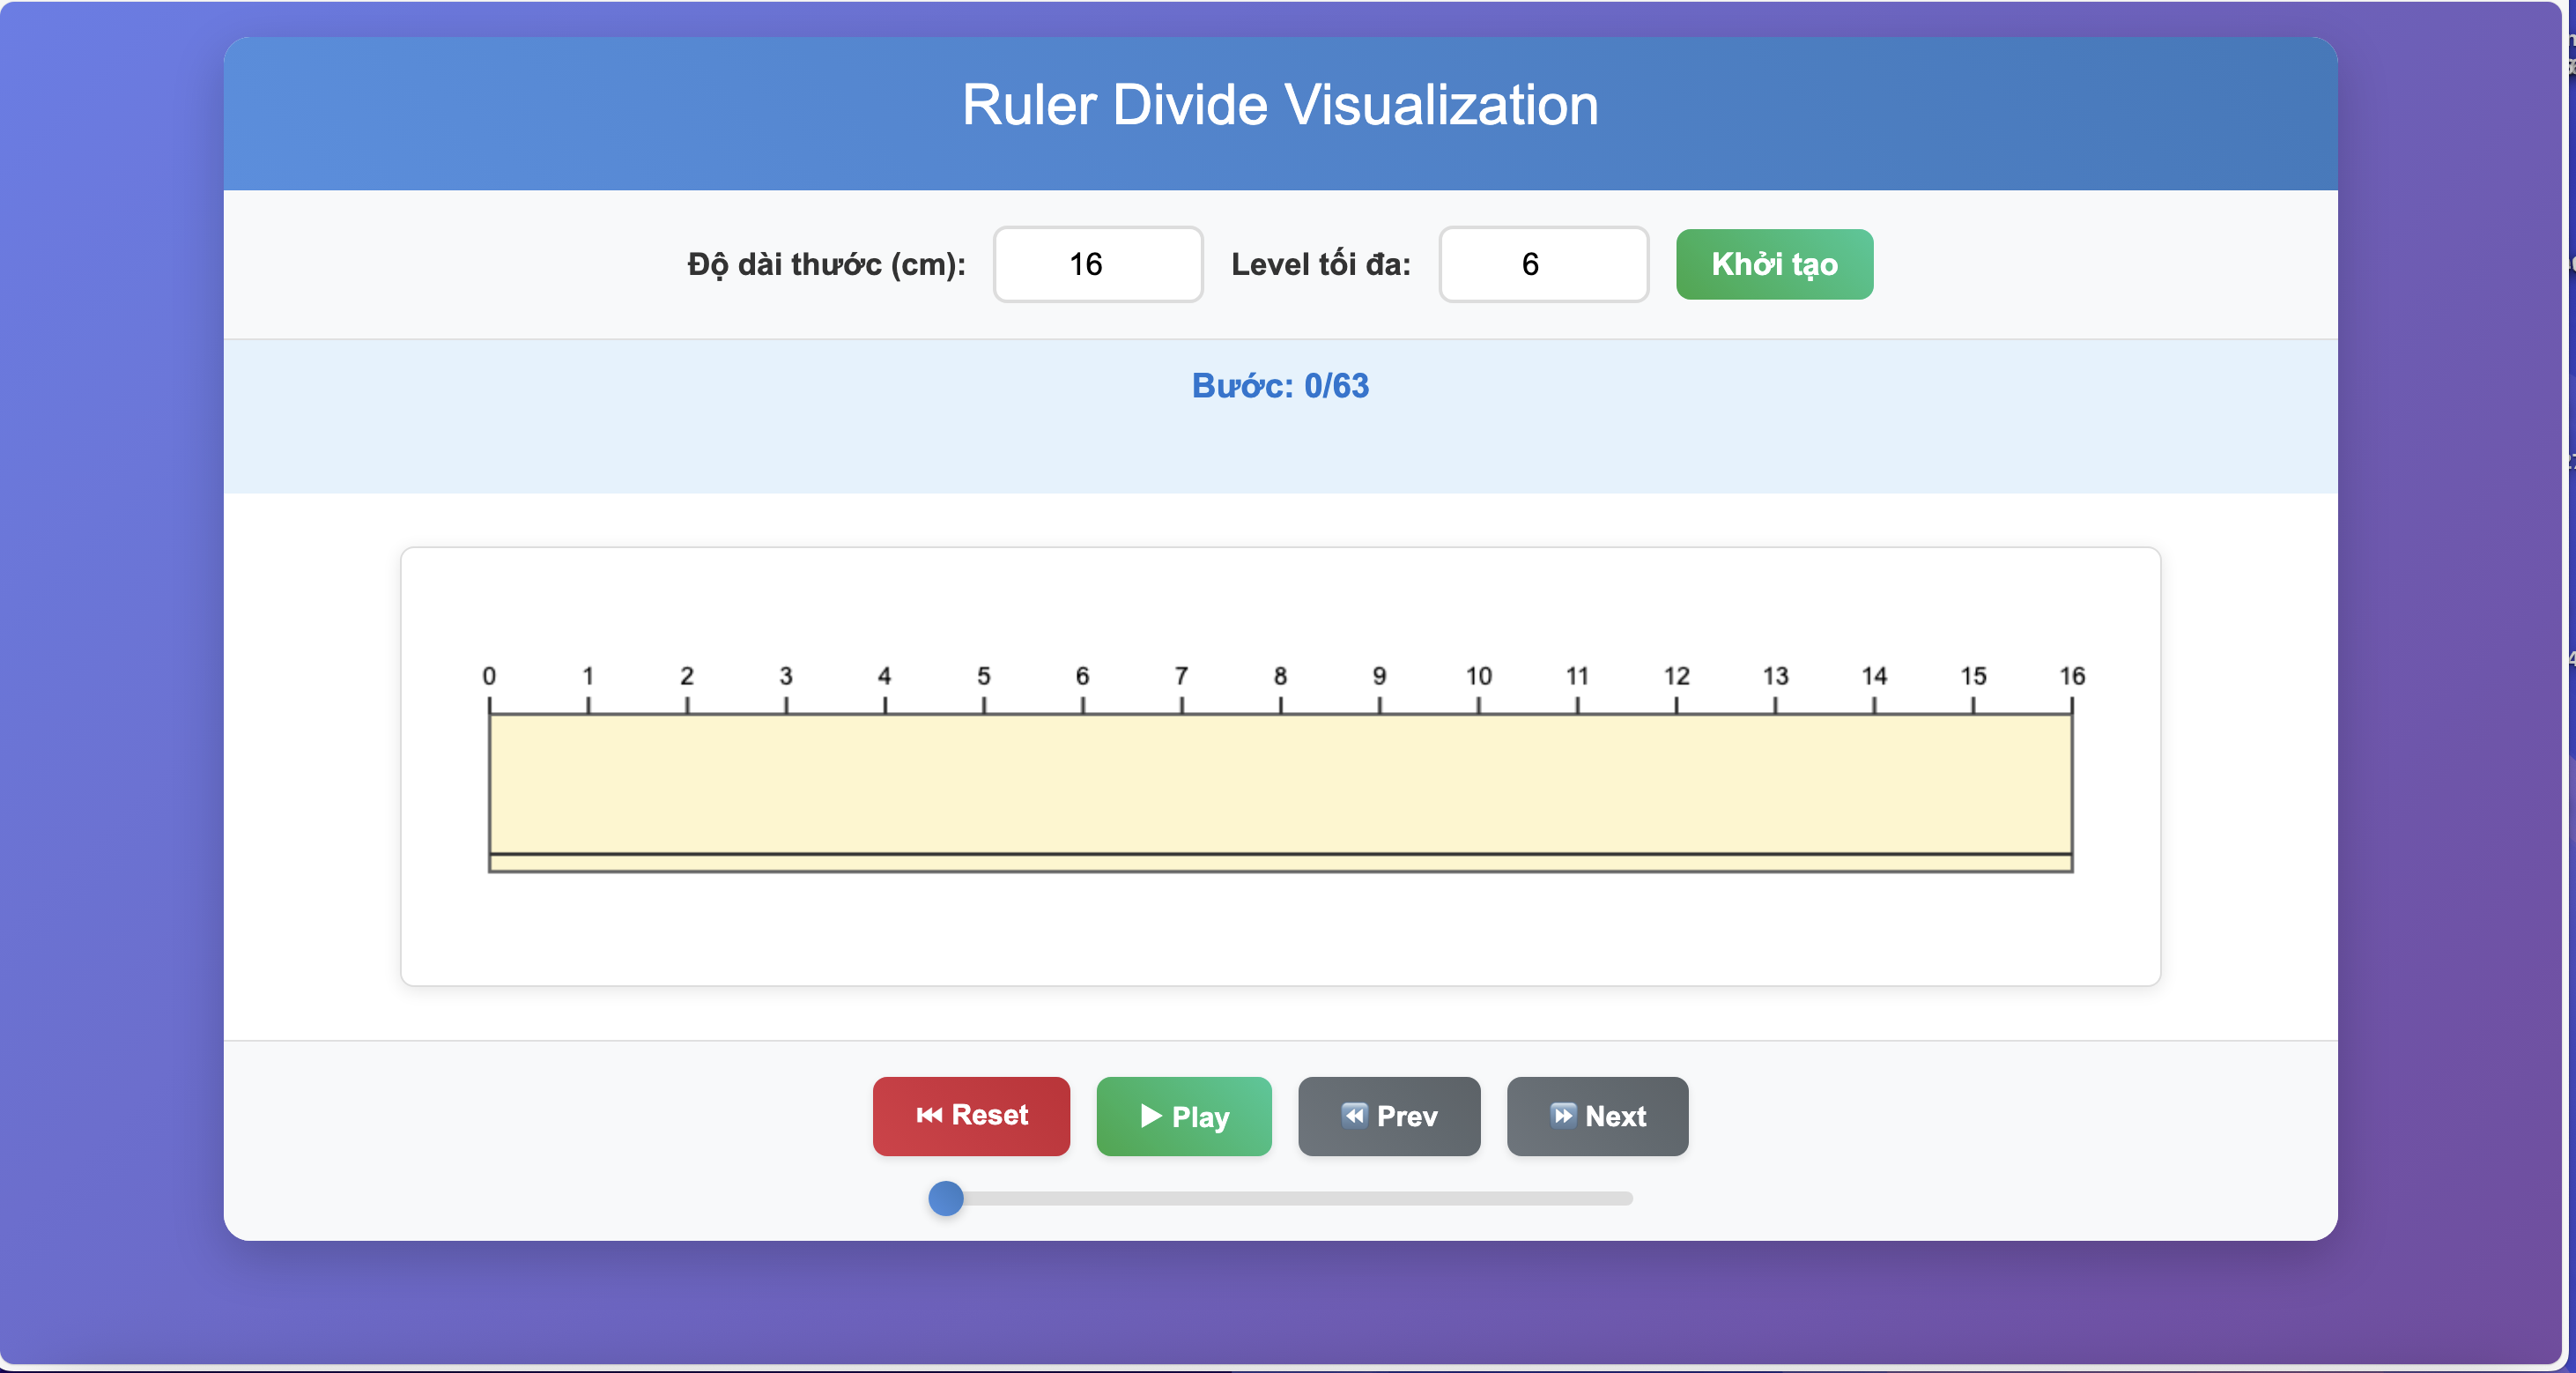 Ruler Divide Visualization
Độ dài thước (cm): 16 Level tối đa: 6 Khởi tạo
Bước: 0/63
0 1 2 3 4 5 6 7 8 9 10 11 12 13 14 15 16
⏮ Reset ▶ Play ⏪ Prev ⏩ Next